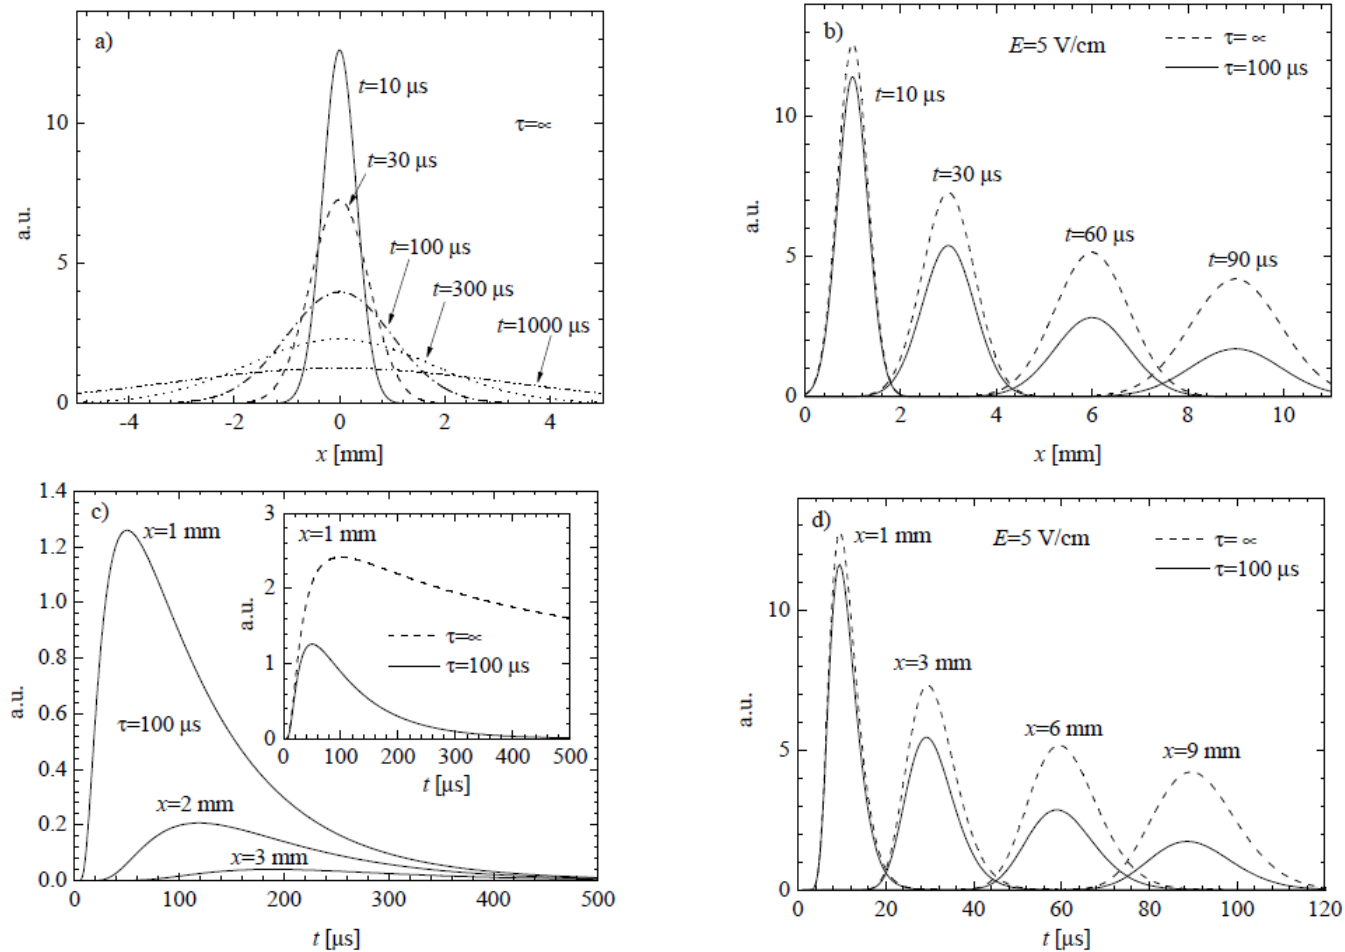 a)
t=10 μs
τ=∝
t=30 μs
t=100 μs
t=300 μs
t=1000 μs
10
5
0
a.u.
-4 -2 0 2 4
x [mm]
b)
E=5 V/cm
τ= ∝
τ=100 μs
t=10 μs
t=30 μs
t=60 μs
t=90 μs
10
5
0
a.u.
0 2 4 6 8 10
x [mm]
c)
x=1 mm
τ=100 μs
x=2 mm
x=3 mm
1.4
1.2
1.0
0.8
0.6
0.4
0.2
0.0
a.u.
0 100 200 300 400 500
t [μs]
x=1 mm
τ=∝
τ=100 μs
3
2
1
0
a.u.
0 100 200 300 400 500
t [μs]
d)
x=1 mm
E=5 V/cm
τ= ∝
τ=100 μs
x=3 mm
x=6 mm
x=9 mm
10
5
0
a.u.
0 20 40 60 80 100 120
t [μs]